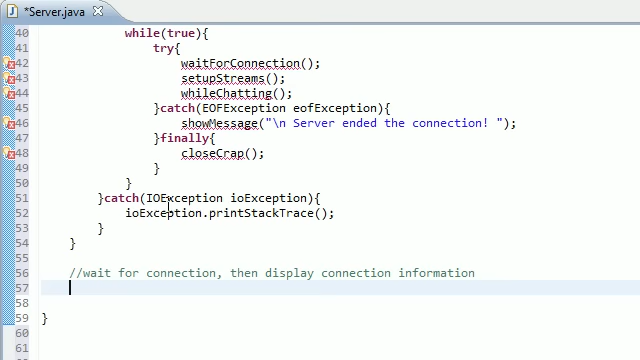 *Server.java
40 while(true){
41 try{
42 waitForConnection();
43 setupStreams();
44 whileChatting();
45 }catch(EOFException eofException){
46 showMessage("\n Server ended the connection! ");
47 }finally{
48 closeCrap();
49 }
50 }
51 }catch(IOException ioException){
52 ioException.printStackTrace();
53 }
54 }
55
56 //wait for connection, then display connection information
57
58
59 }
60
61